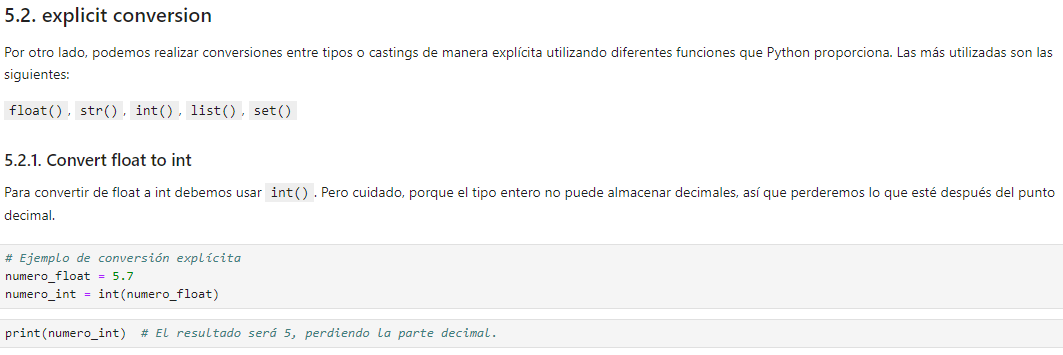 5.2. explicit conversion
Por otro lado, podemos realizar conversiones entre tipos o castings de manera explícita utilizando diferentes funciones que Python proporciona. Las más utilizadas son las
siguientes:
float() , str() , int() , list() , set()
5.2.1. Convert float to int
Para convertir de float a int debemos usar int() . Pero cuidado, porque el tipo entero no puede almacenar decimales, así que perderemos lo que esté después del punto
decimal.
# Ejemplo de conversión explícita
numero_float = 5.7
numero_int = int(numero_float)
print(numero_int)  # El resultado será 5, perdiendo la parte decimal.